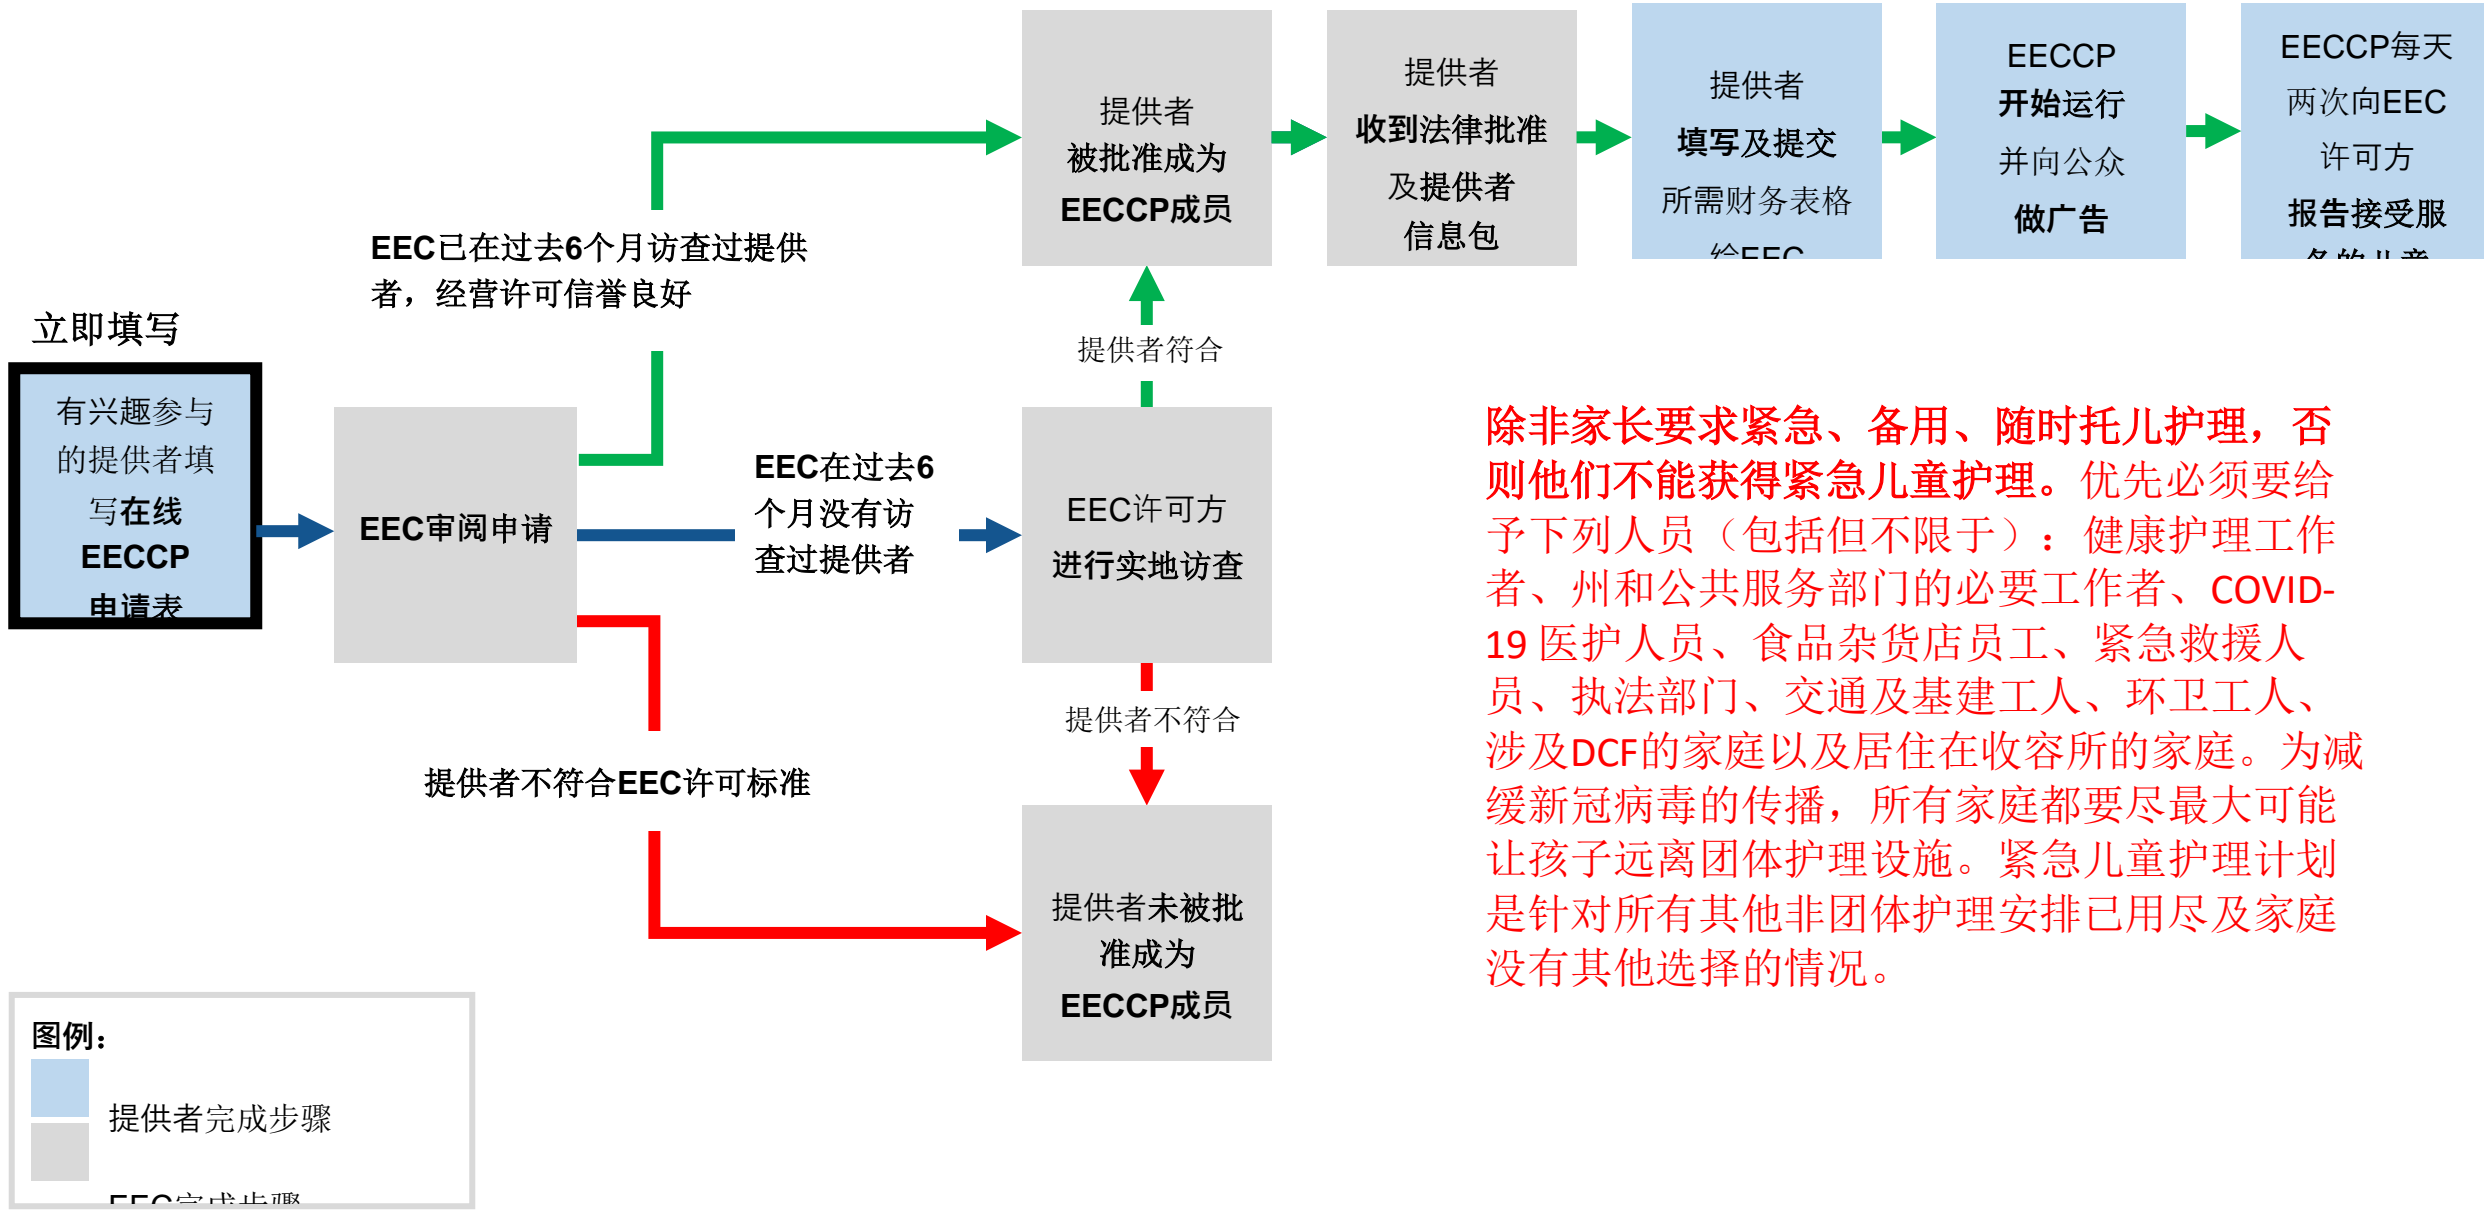 提供者
被批准成为
EECCP成员
提供者
收到法律批准
及提供者
信息包
提供者
填写及提交
所需财务表格
给EEC
EECCP
开始运行
并向公众
做广告
EECCP每天
两次向EEC
许可方
报告接受服
务的儿童
EEC已在过去6个月访查过提供
者，经营许可信誉良好
立即填写
有兴趣参与
的提供者填
写在线
EECCP
申请表
EEC审阅申请
EEC在过去6
个月没有访
查过提供者
提供者符合
EEC许可方
进行实地访查
提供者不符合
提供者不符合EEC许可标准
提供者未被批
准成为
EECCP成员
除非家长要求紧急、备用、随时托儿护理，否
则他们不能获得紧急儿童护理。优先必须要给
予下列人员（包括但不限于）：健康护理工作
者、州和公共服务部门的必要工作者、COVID-
19 医护人员、食品杂货店员工、紧急救援人
员、执法部门、交通及基建工人、环卫工人、
涉及DCF的家庭以及居住在收容所的家庭。为减
缓新冠病毒的传播，所有家庭都要尽最大可能
让孩子远离团体护理设施。紧急儿童护理计划
是针对所有其他非团体护理安排已用尽及家庭
没有其他选择的情况。
图例：
提供者完成步骤
EEC完成步骤